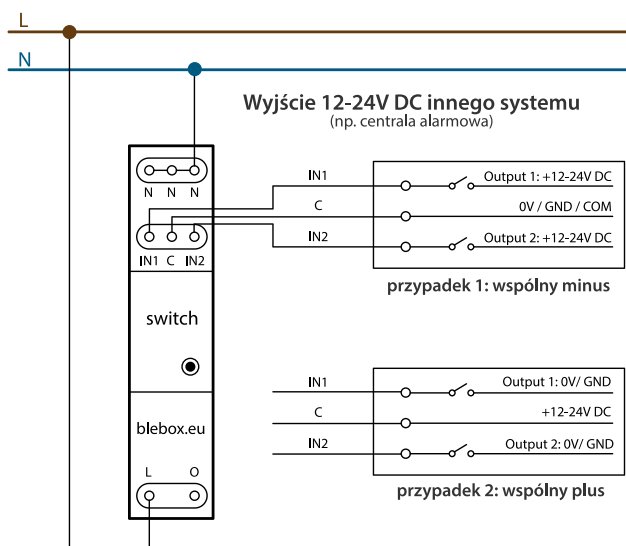 L
N
Wyjście 12-24V DC innego systemu
(np. centrala alarmowa)
N N N
IN1 C IN2
switch
blebox.eu
L O
IN1
Output 1: +12-24V DC
C
0V / GND / COM
IN2
Output 2: +12-24V DC
przypadek 1: wspólny minus
IN1
Output 1: 0V/ GND
C
+12-24V DC
IN2
Output 2: 0V/ GND
przypadek 2: wspólny plus